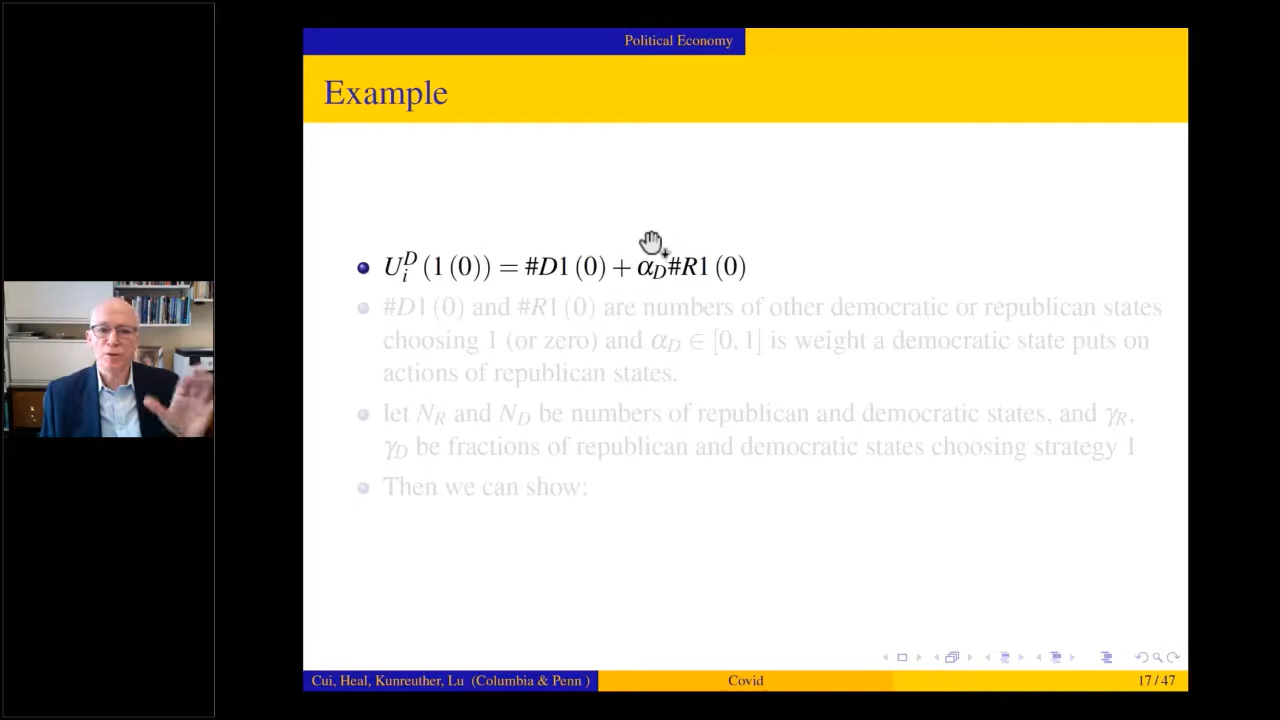 Political Economy
Example
U_i^D (1(0)) = #D1(0) + α_D#R1(0)
#D1(0) and #R1(0) are numbers of other democratic or republican states
choosing 1 (or zero) and α_D ∈ [0,1] is weight a democratic state puts on
actions of republican states.
let N_R and N_D be numbers of republican and democratic states, and γ_R,
γ_D be fractions of republican and democratic states choosing strategy 1
Then we can show:
Cui, Heal, Kunreuther, Lu (Columbia & Penn )
Covid
17 / 47